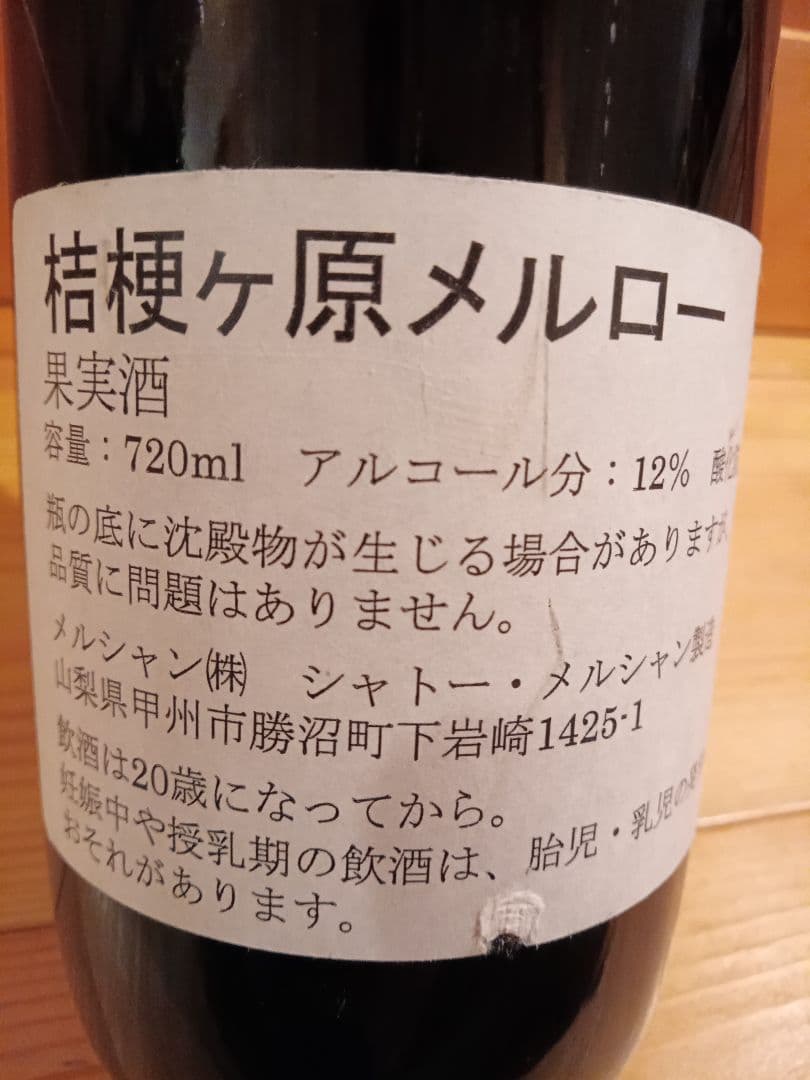 桔梗ヶ原メルロー
果実酒
容量：720ml　アルコール分：12%　酸化
瓶の底に沈殿物が生じる場合がありますが、
品質に問題はありません。
メルシャン㈱　シャトー・メルシャン製造
山梨県甲州市勝沼町下岩崎1425-1
飲酒は20歳になってから。
妊娠中や授乳期の飲酒は、胎児・乳児の発
おそれがあります。